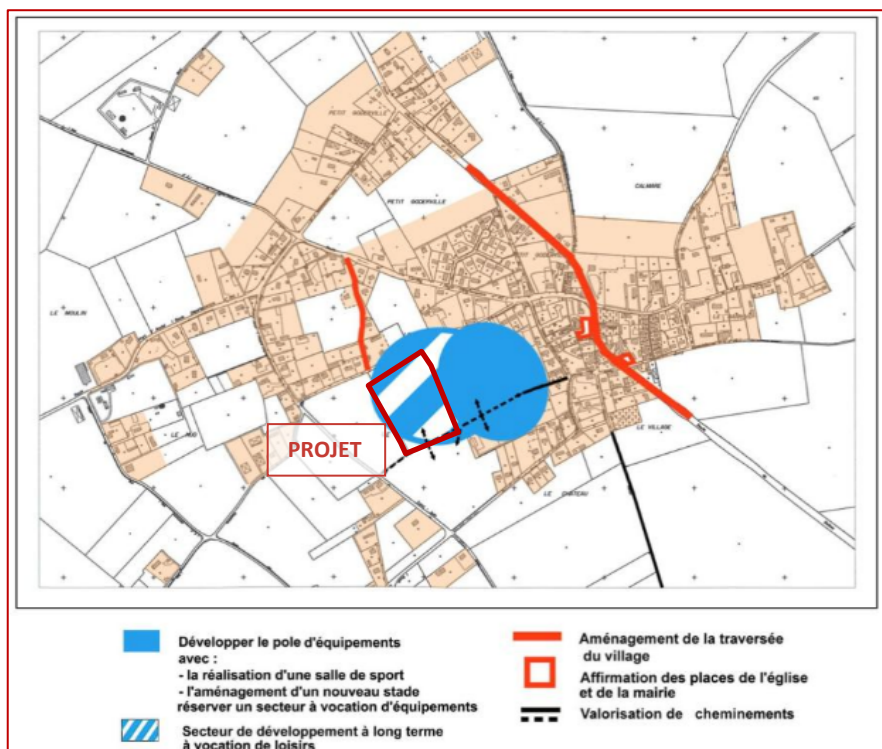 PETIT GODERVILLE
PETIT GODERVILLE
CALMARE
LE MOULIN
PROJET
LE VILLAGE
LE CHATEAU
Développer le pole d'équipements
avec :
- la réalisation d'une salle de sport
- l'aménagement d'un nouveau stade
réserver un secteur à vocation d'équipements
Secteur de développement à long terme
à vocation de loisirs
Aménagement de la traversée
du village
Affirmation des places de l'église
et de la mairie
Valorisation de cheminements